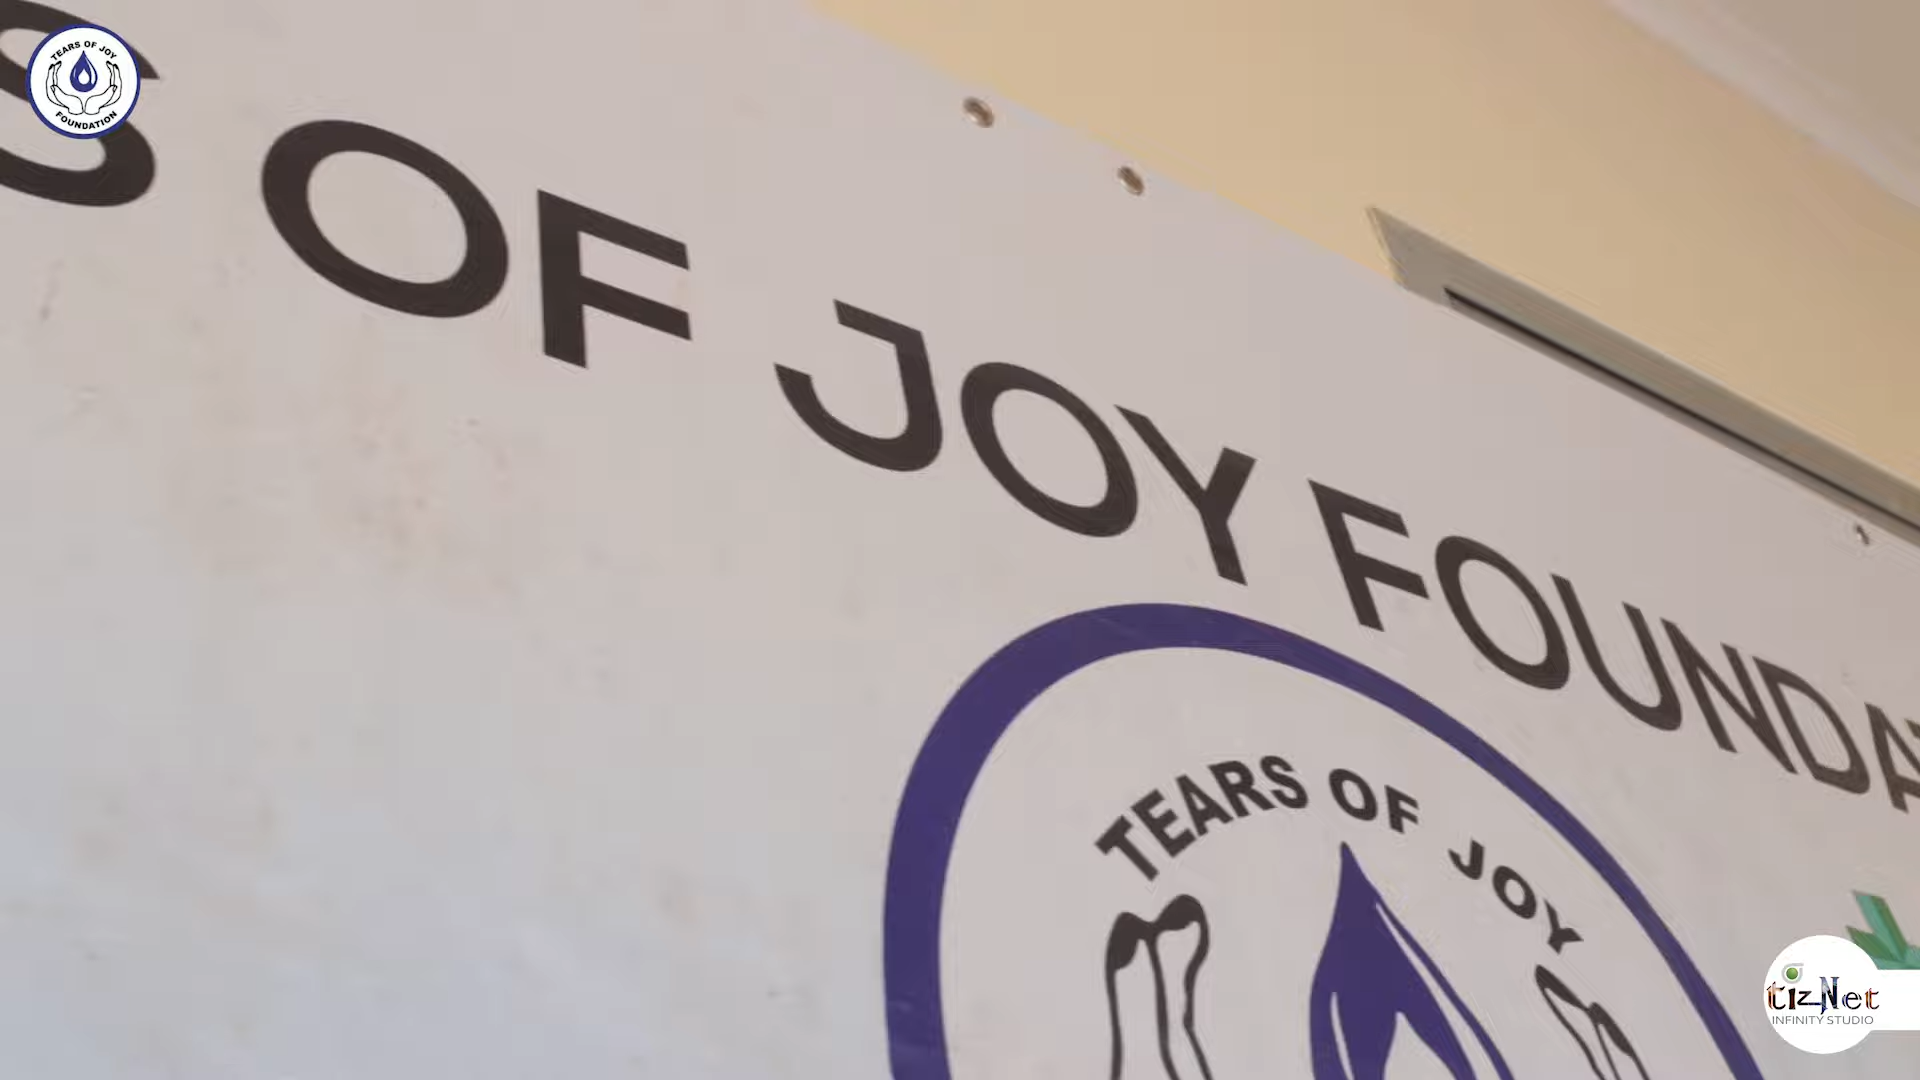 TEARS OF JOY
FOUNDATION
S OF JOY FOUNDA
TEARS OF JOY
tizNet
INFINITY STUDIO